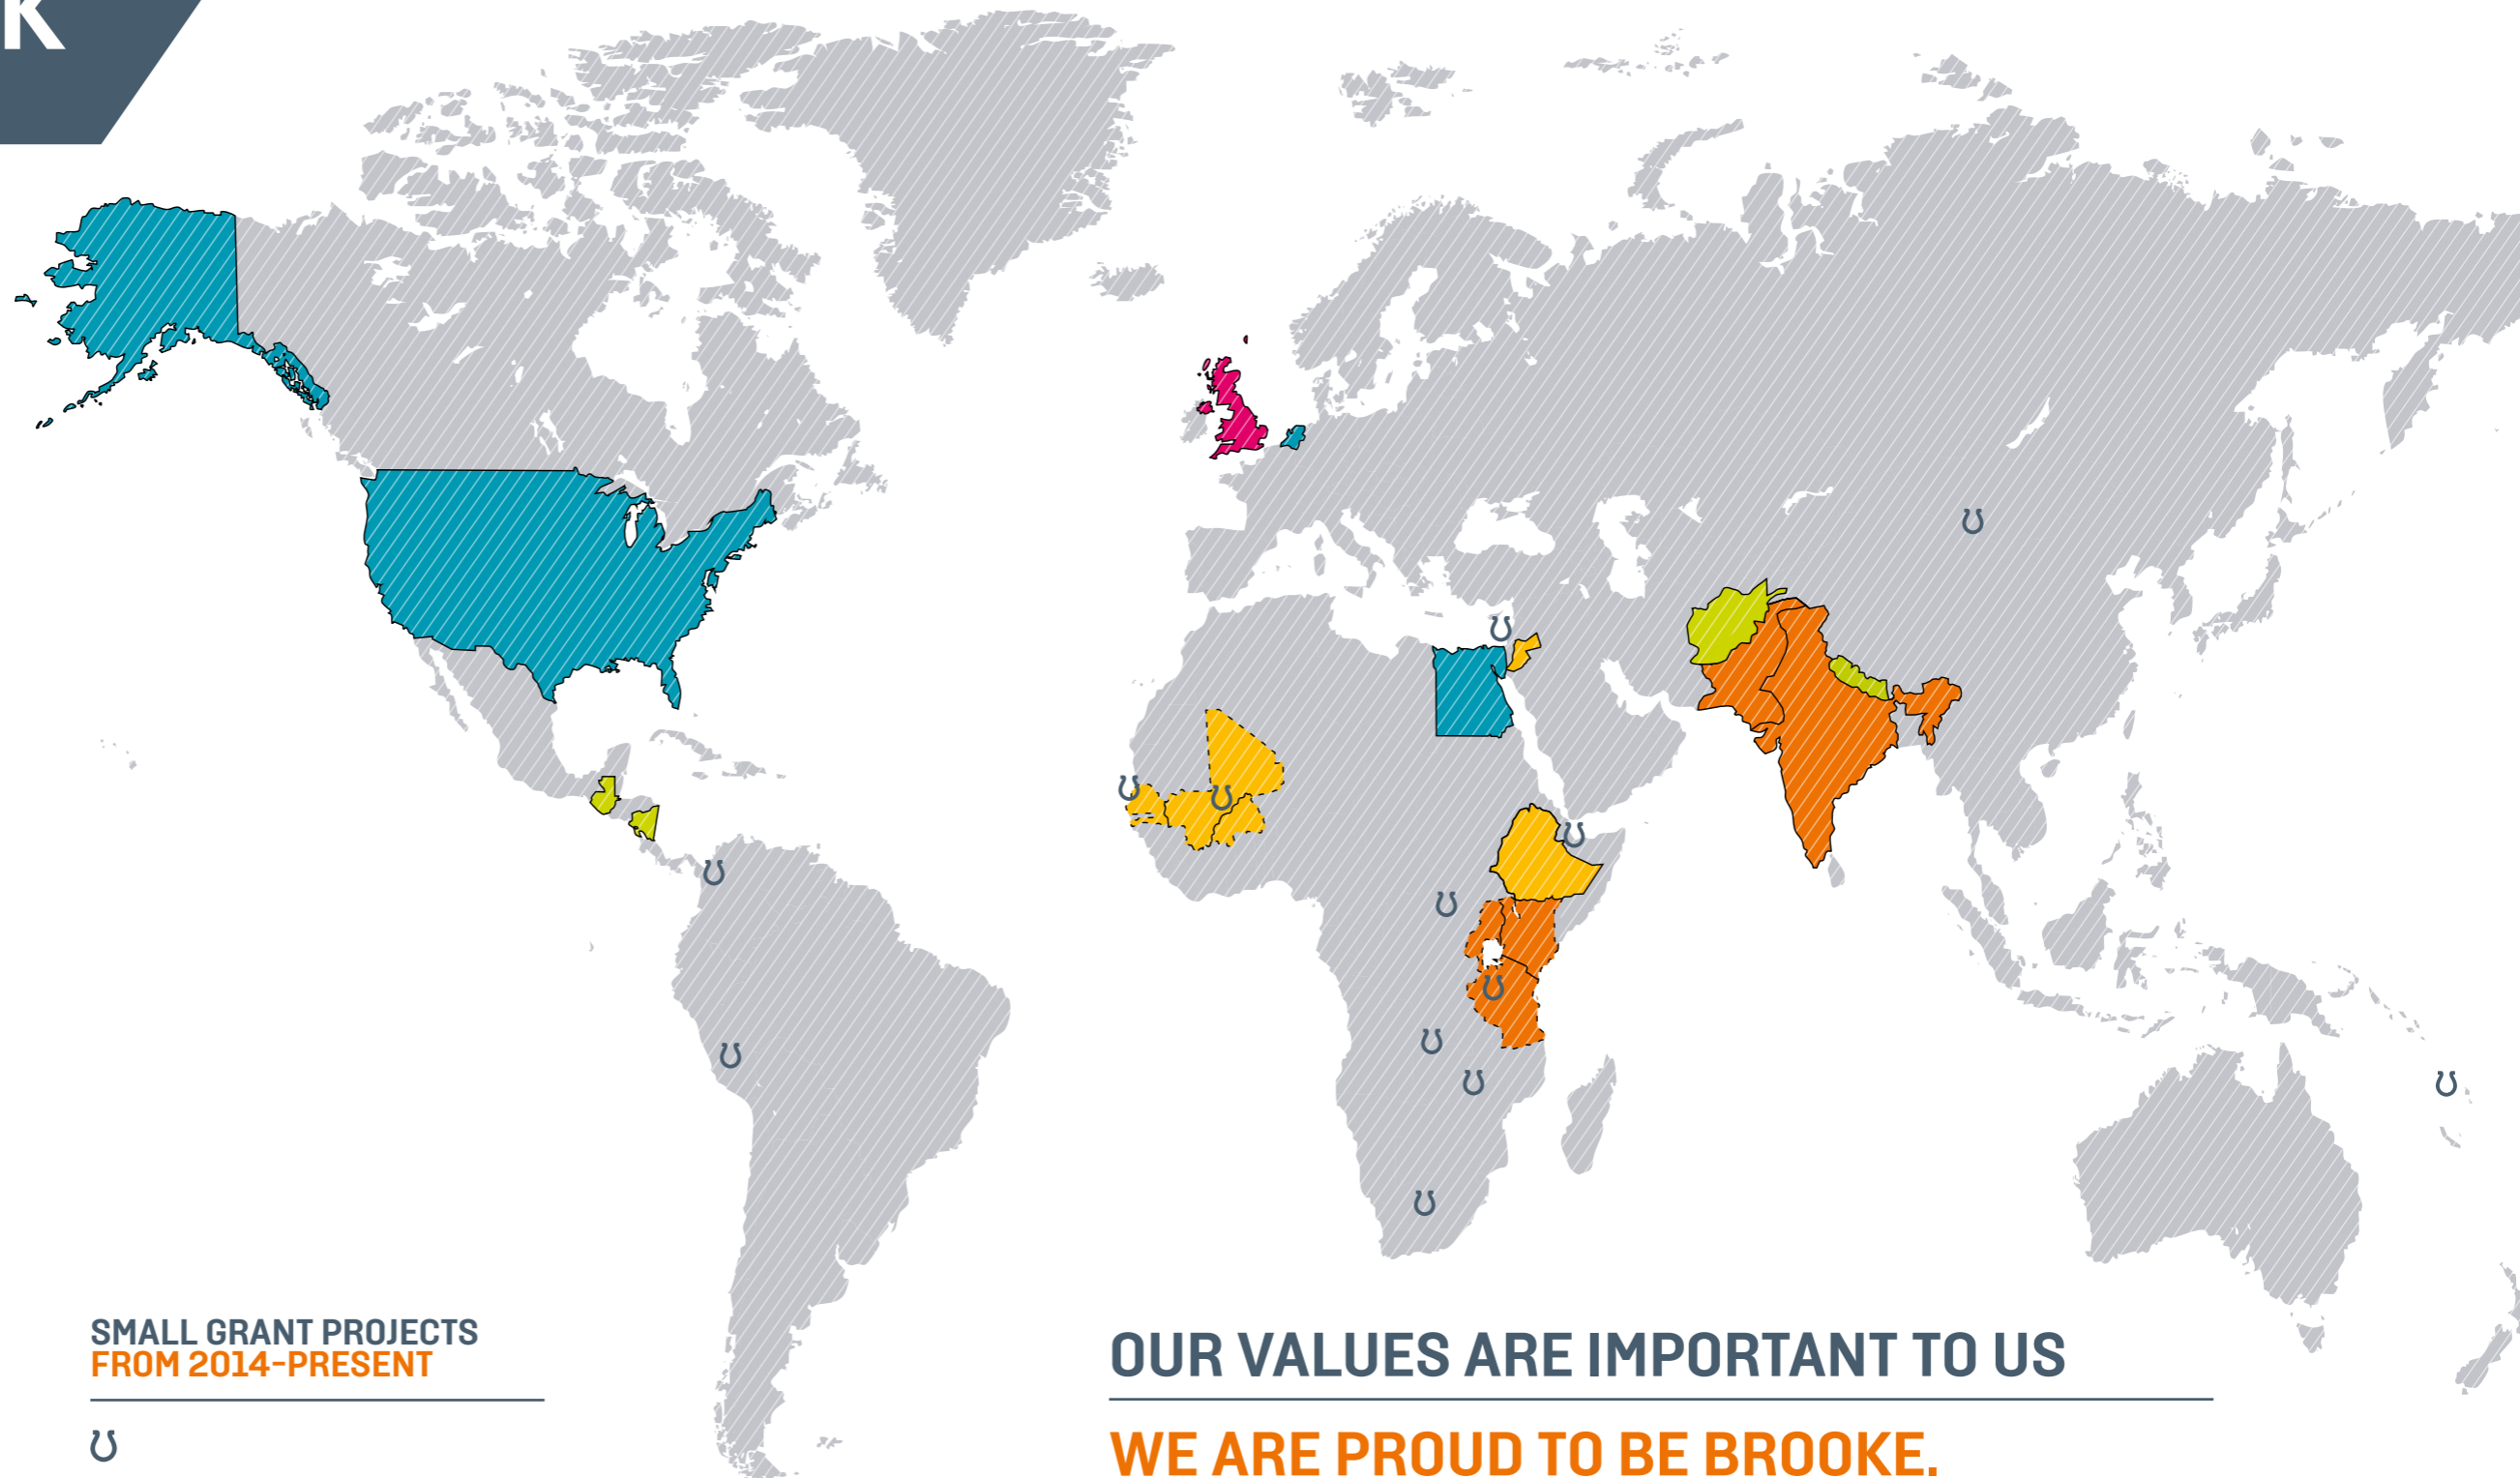 K
SMALL GRANT PROJECTS
FROM 2014-PRESENT
OUR VALUES ARE IMPORTANT TO US
WE ARE PROUD TO BE BROOKE.